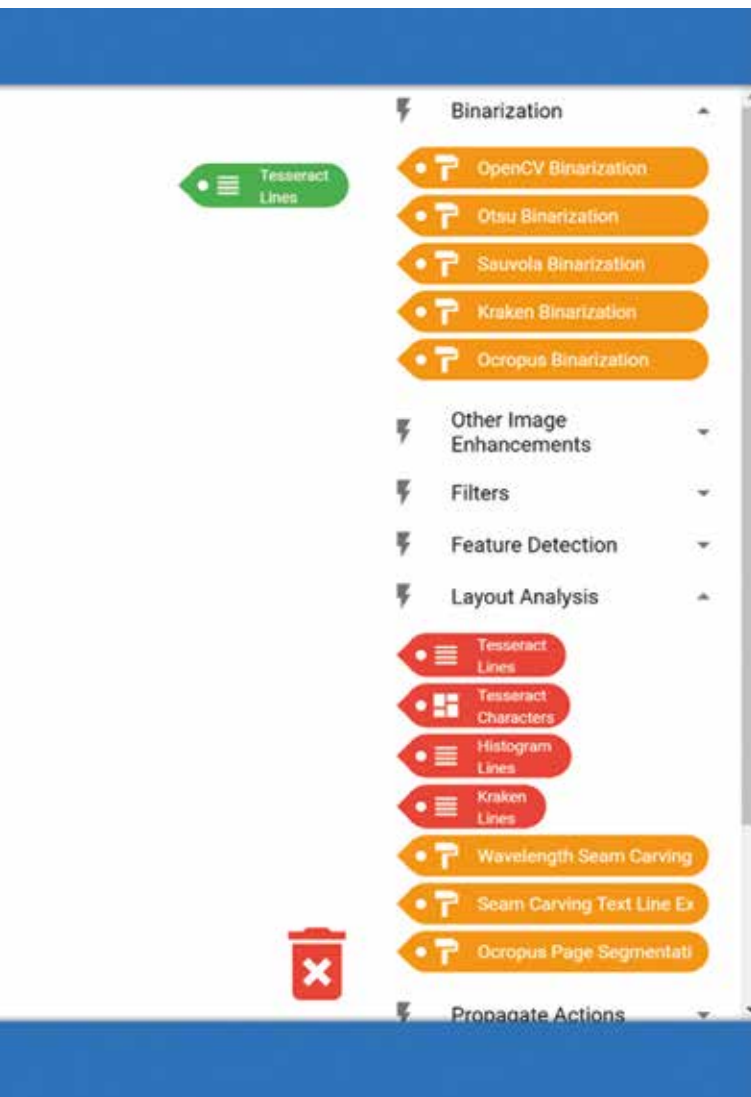 Tesseract
Lines
Binarization
OpenCV Binarization
Otsu Binarization
Sauvola Binarization
Kraken Binarization
Ocropus Binarization
Other Image
Enhancements
Filters
Feature Detection
Layout Analysis
Tesseract
Lines
Tesseract
Characters
Histogram
Lines
Kraken
Lines
Wavelength Seam Carving
Seam Carving Text Line Ex
Ocropus Page Segmentati
Propagate Actions